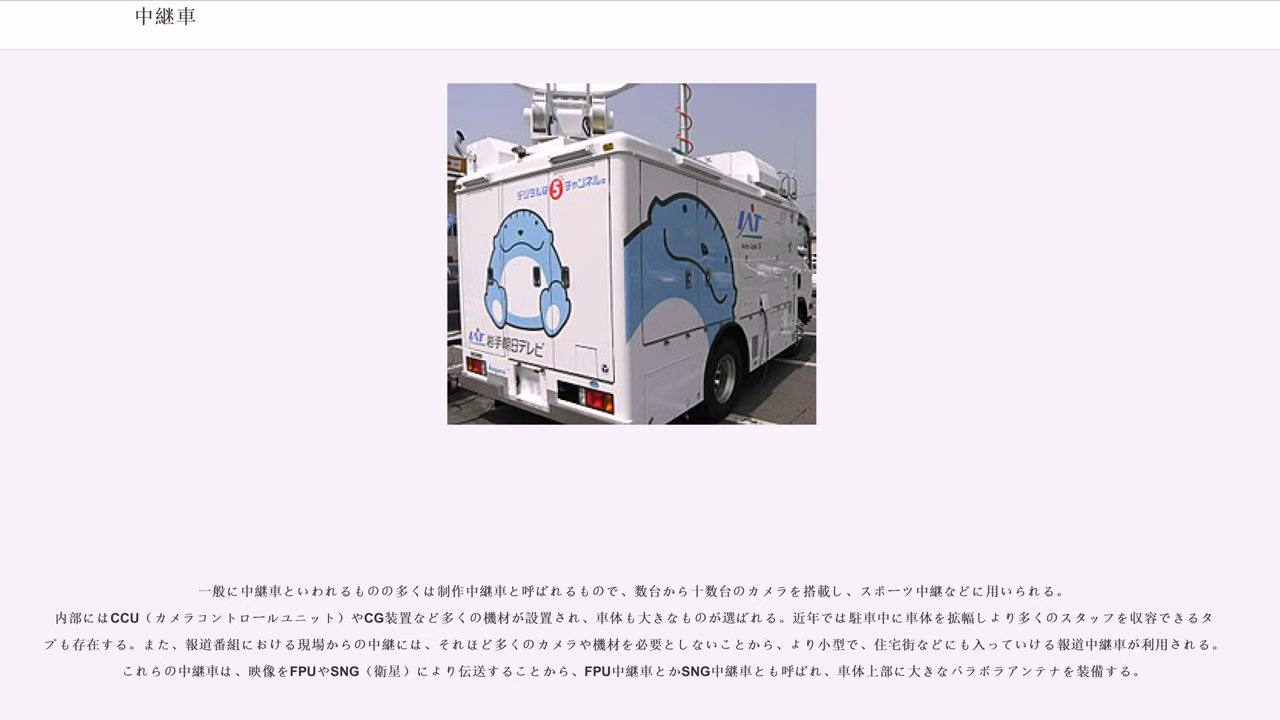 中継車
デジタルは5チャンネル
IAT
IAT 岩手朝日テレビ
一般に中継車といわれるものの多くは制作中継車と呼ばれるもので、数台から十数台のカメラを搭載し、スポーツ中継などに用いられる。
内部にはCCU（カメラコントロールユニット）やCG装置など多くの機材が設置され、車体も大きなものが選ばれる。近年では駐車中に車体を拡幅しより多くのスタッフを収容できるタ
プも存在する。また、報道番組における現場からの中継には、それほど多くのカメラや機材を必要としないことから、より小型で、住宅街などにも入っていける報道中継車が利用される。
これらの中継車は、映像をFPUやSNG（衛星）により伝送することから、FPU中継車とかSNG中継車とも呼ばれ、車体上部に大きなパラボラアンテナを装備する。